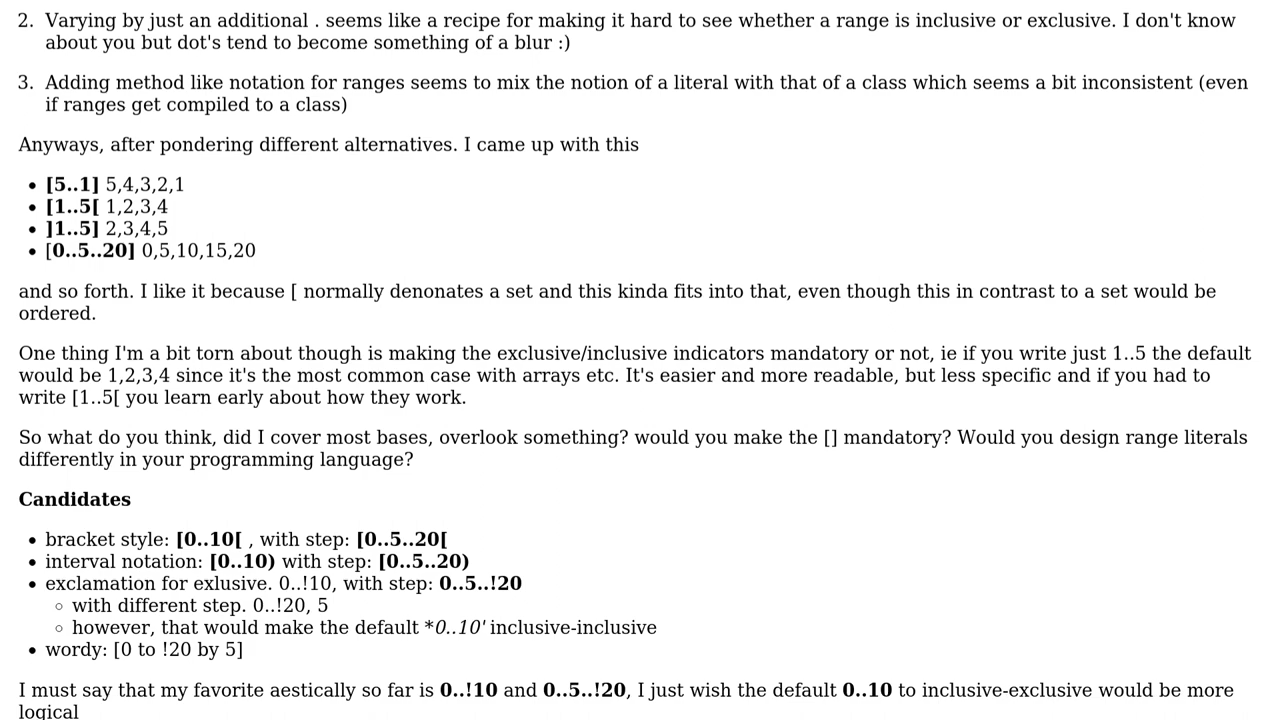 2. Varying by just an additional . seems like a recipe for making it hard to see whether a range is inclusive or exclusive. I don't know
about you but dot's tend to become something of a blur :)
3. Adding method like notation for ranges seems to mix the notion of a literal with that of a class which seems a bit inconsistent (even
if ranges get compiled to a class)
Anyways, after pondering different alternatives. I came up with this
• [5..1] 5,4,3,2,1
• [1..5[ 1,2,3,4
• ]1..5] 2,3,4,5
• [0..5..20] 0,5,10,15,20
and so forth. I like it because [ normally denonates a set and this kinda fits into that, even though this in contrast to a set would be
ordered.
One thing I'm a bit torn about though is making the exclusive/inclusive indicators mandatory or not, ie if you write just 1..5 the default
would be 1,2,3,4 since it's the most common case with arrays etc. It's easier and more readable, but less specific and if you had to
write [1..5[ you learn early about how they work.
So what do you think, did I cover most bases, overlook something? would you make the [] mandatory? Would you design range literals
differently in your programming language?
Candidates
• bracket style: [0..10[ , with step: [0..5..20[
• interval notation: [0..10) with step: [0..5..20)
• exclamation for exlusive. 0..!10, with step: 0..5..!20
◦ with different step. 0..!20, 5
◦ however, that would make the default *0..10' inclusive-inclusive
• wordy: [0 to !20 by 5]
I must say that my favorite aestically so far is 0..!10 and 0..5..!20, I just wish the default 0..10 to inclusive-exclusive would be more
logical